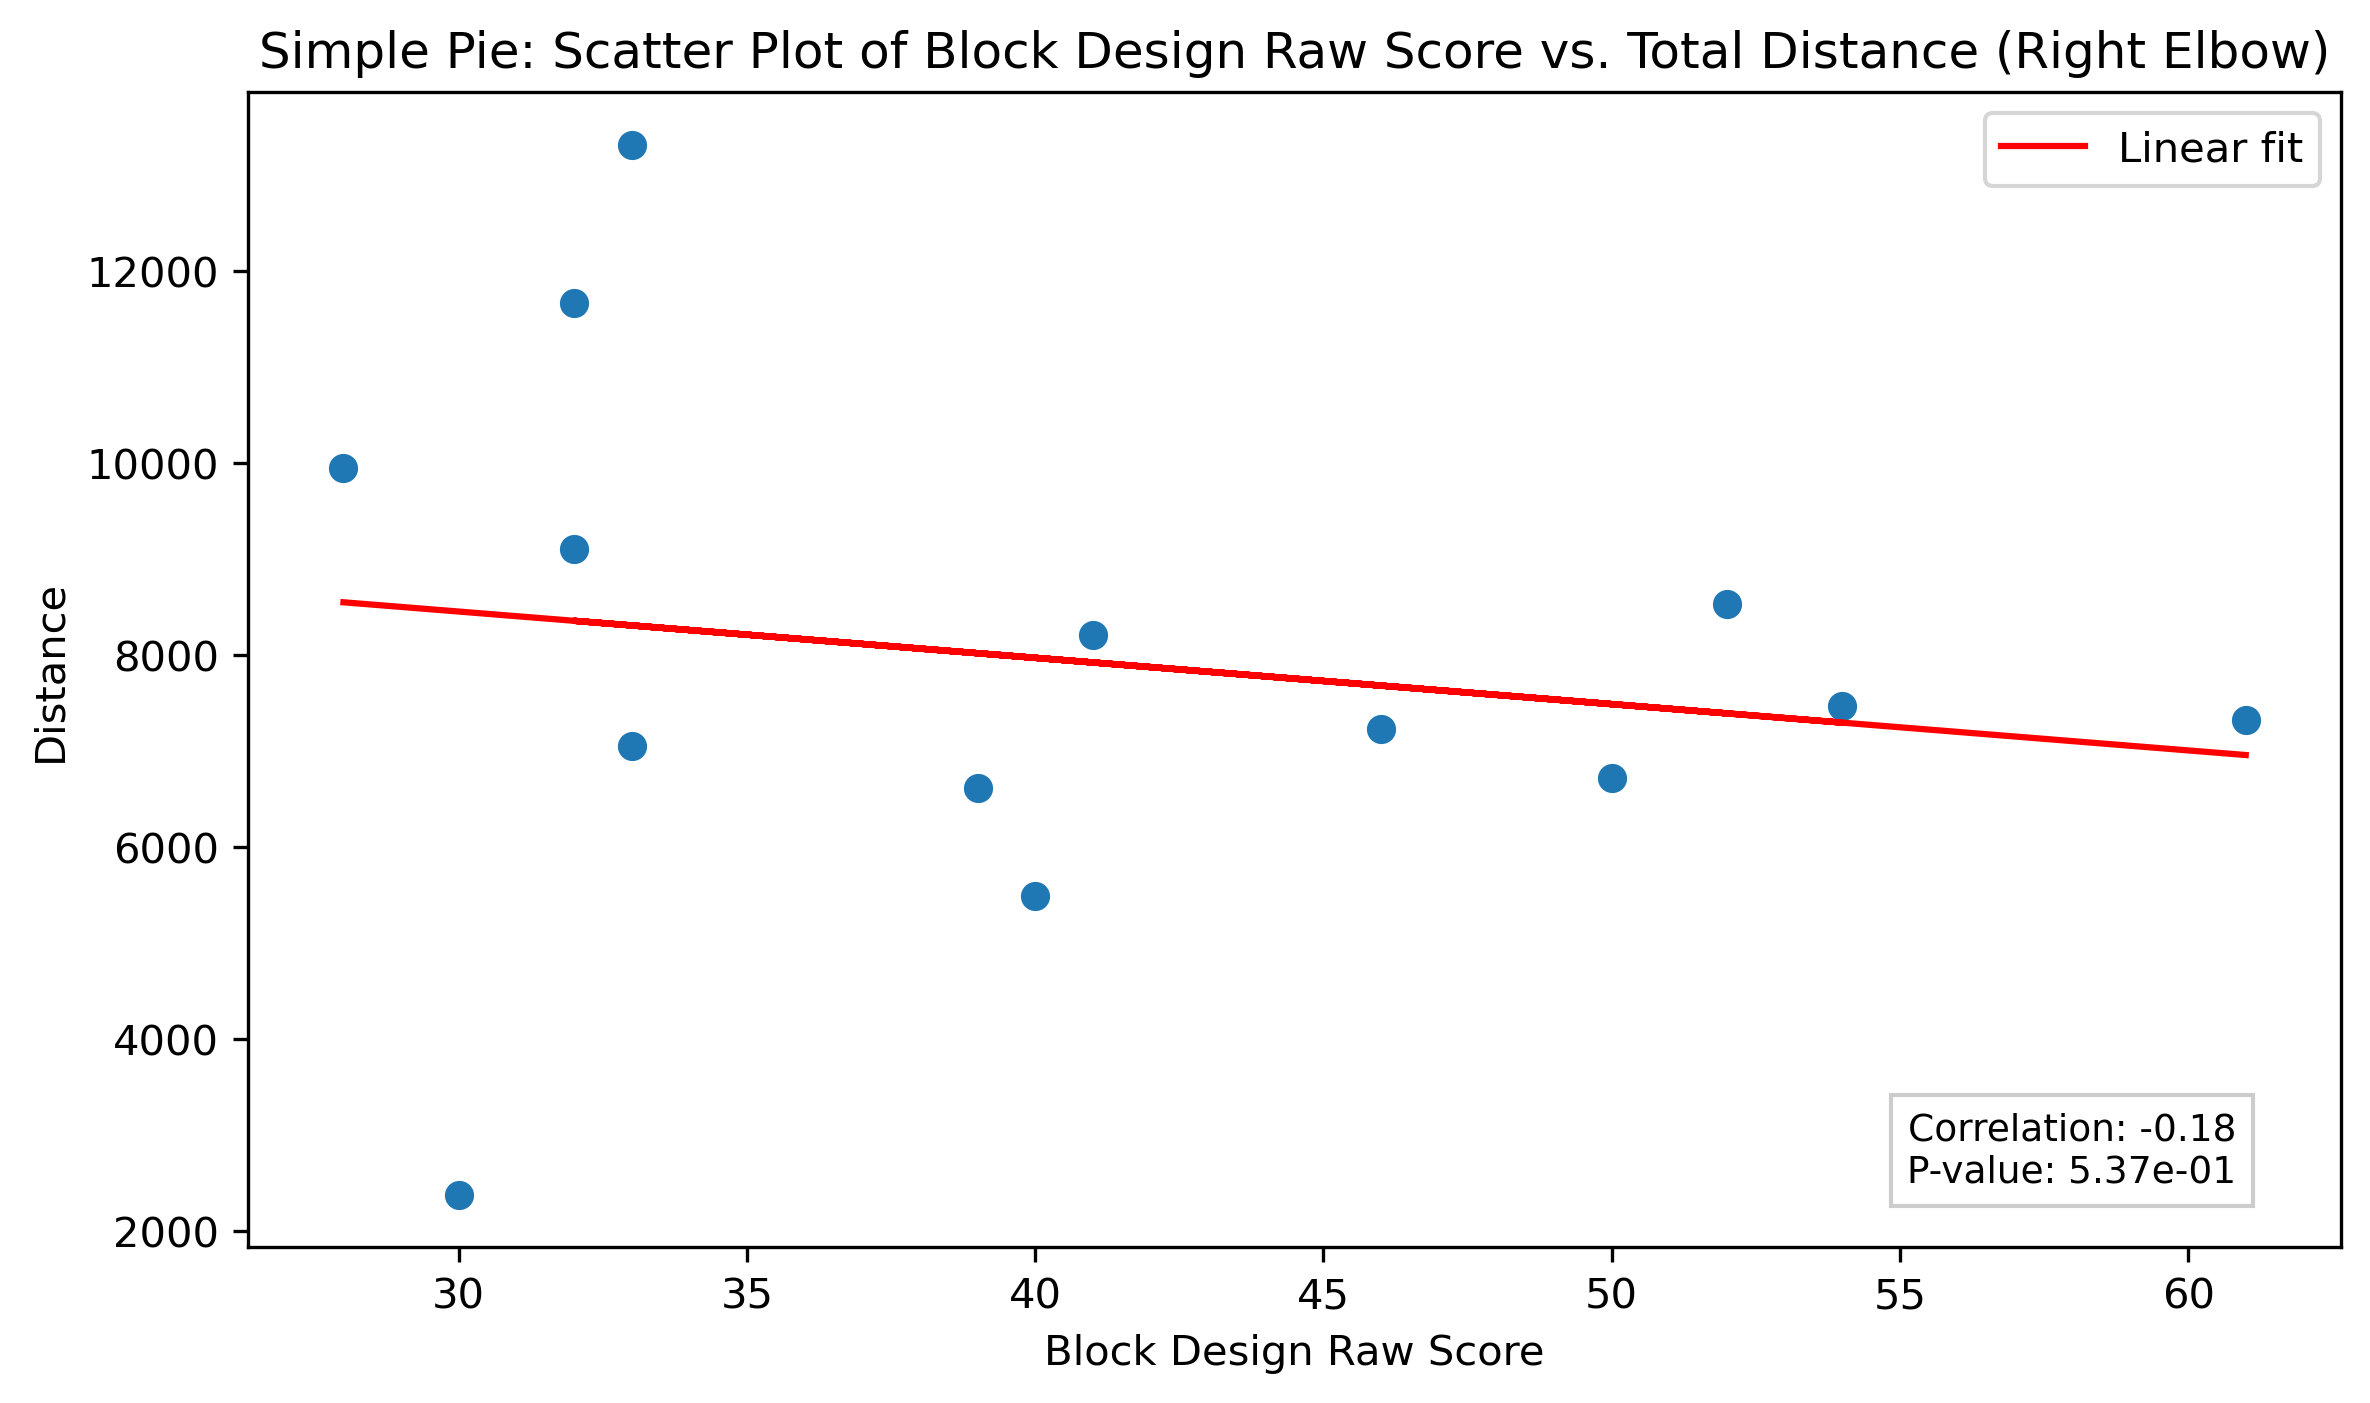 Simple Pie: Scatter Plot of Block Design Raw Score vs. Total Distance (Right Elbow)
Linear fit
12000
10000
8000
6000
4000
2000
Distance
Correlation: -0.18
P-value: 5.37e-01
30 35 40 45 50 55 60
Block Design Raw Score